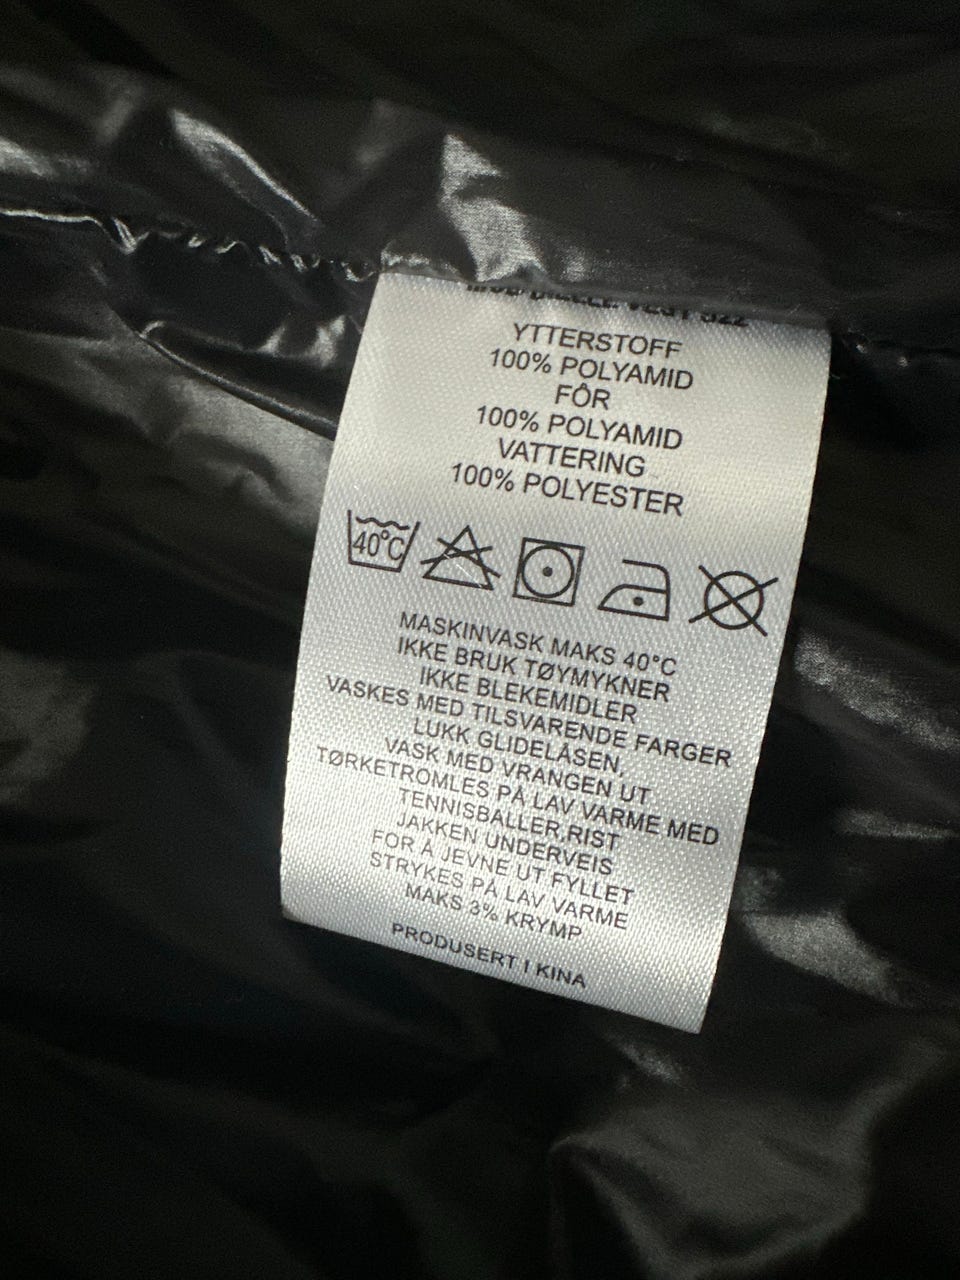 YTTERSTOFF
100% POLYAMID
FÔR
100% POLYAMID
VATTERING
100% POLYESTER
40°C
MASKINVASK MAKS 40°C
IKKE BRUK TØYMYKNER
IKKE BLEKEMIDLER
VASKES MED TILSVARENDE FARGER
LUKK GLIDELÅSEN,
VASK MED VRANGEN UT
TØRKETROMLES PÅ LAV VARME MED
TENNISBALLER,RIST
JAKKEN UNDERVEIS
FOR Å JEVNE UT FYLLET
STRYKES PÅ LAV VARME
MAKS 3% KRYMP
PRODUSERT I KINA